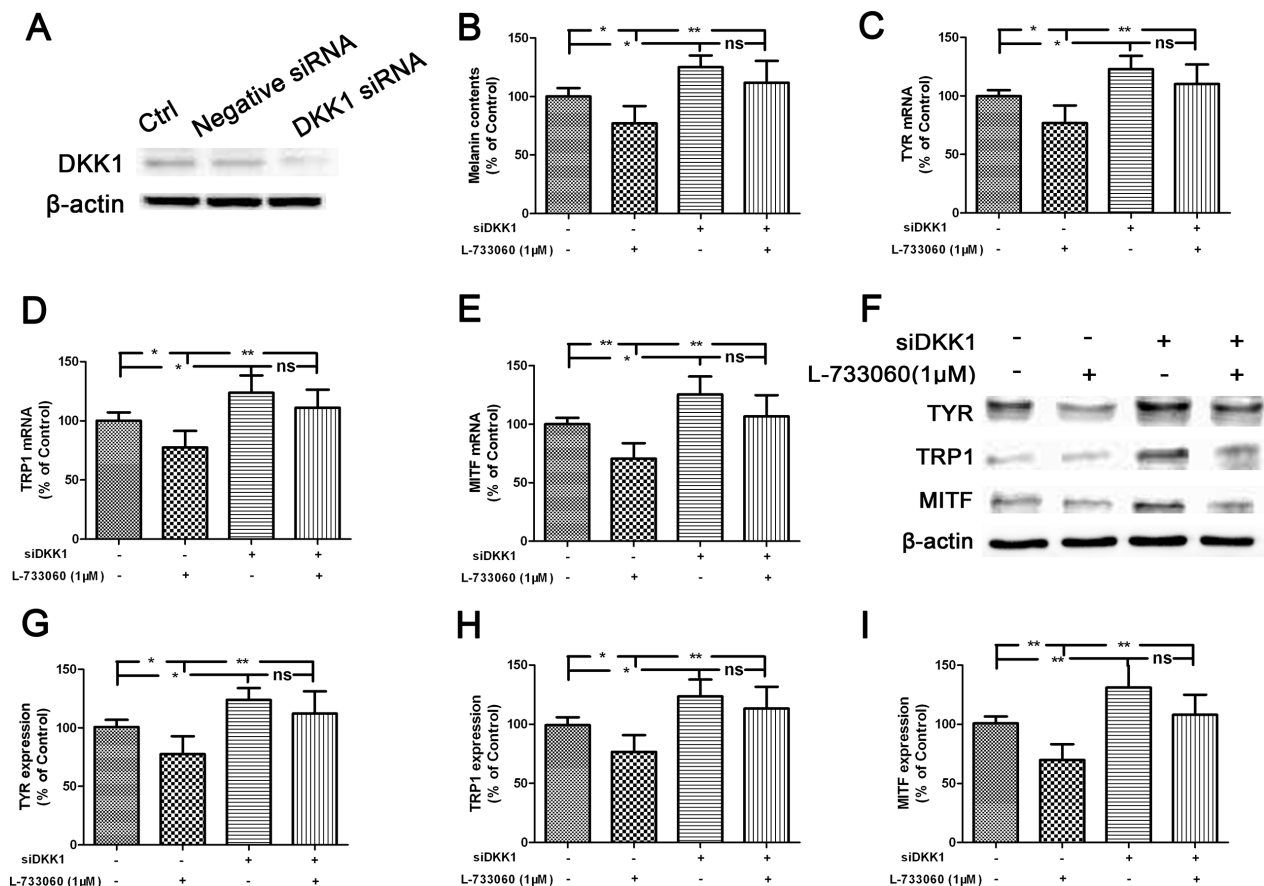 A
Ctrl
Negative siRNA
DKK1 siRNA
DKK1
β-actin
B
Melanin contents
(% of Control)
150
100
50
0
* **
* ns
siDKK1 - - + +
L-733060 (1μM) - + - +
C
TYR mRNA
(% of Control)
150
100
50
0
* **
* ns
siDKK1 - - + +
L-733060 (1μM) - + - +
D
TRP1 mRNA
(% of Control)
150
100
50
0
* **
* ns
siDKK1 - - + +
L-733060 (1μM) - + - +
E
MITF mRNA
(% of Control)
150
100
50
0
** **
* ns
siDKK1 - - + +
L-733060 (1μM) - + - +
F
siDKK1 - - + +
L-733060(1μM) - + - +
TYR
TRP1
MITF
β-actin
G
TYR expression
(% of Control)
150
100
50
0
* **
* ns
siDKK1 - - + +
L-733060 (1μM) - + - +
H
TRP1 expression
(% of Control)
150
100
50
0
* **
* ns
siDKK1 - - + +
L-733060 (1μM) - + - +
I
MITF expression
(% of Control)
150
100
50
0
** **
** ns
siDKK1 - - + +
L-733060 (1μM) - + - +